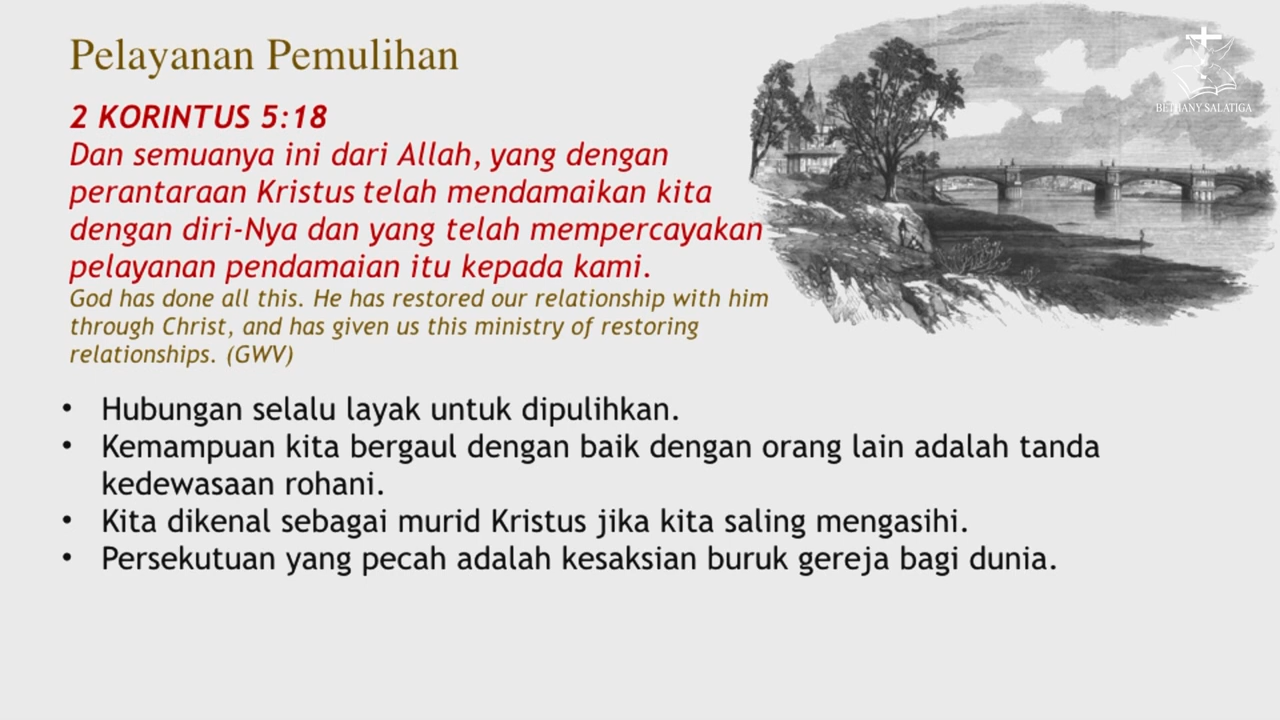 Pelayanan Pemulihan
BETHANY SALATIGA
2 KORINTUS 5:18
Dan semuanya ini dari Allah, yang dengan
perantaraan Kristus telah mendamaikan kita
dengan diri-Nya dan yang telah mempercayakan
pelayanan pendamaian itu kepada kami.
God has done all this. He has restored our relationship with him
through Christ, and has given us this ministry of restoring
relationships. (GWV)
• Hubungan selalu layak untuk dipulihkan.
• Kemampuan kita bergaul dengan baik dengan orang lain adalah tanda
kedewasaan rohani.
• Kita dikenal sebagai murid Kristus jika kita saling mengasihi.
• Persekutuan yang pecah adalah kesaksian buruk gereja bagi dunia.